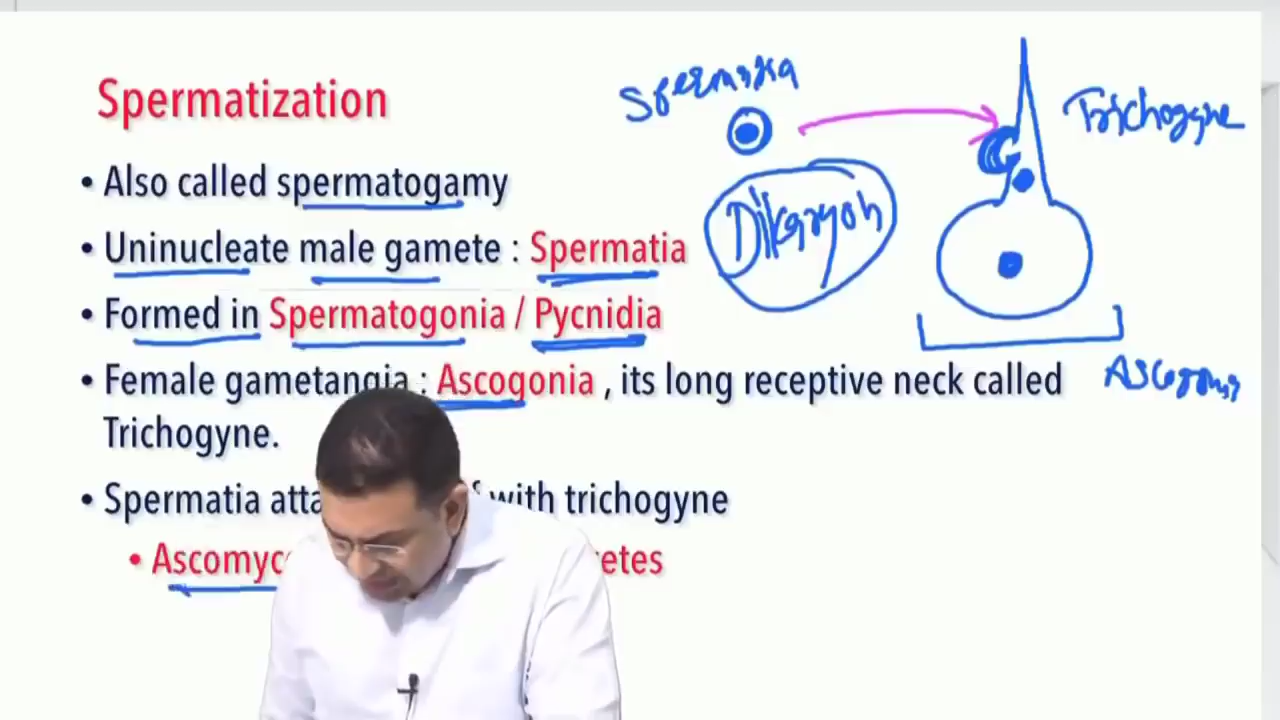 Spermatization
Spermatia
Trichogyne
• Also called spermatogamy
Dikaryon
• Uninucleate male gamete : Spermatia
• Formed in Spermatogonia / Pycnidia
• Female gametangia : Ascogonia , its long receptive neck called
Trichogyne.
• Spermatia with trichogyne